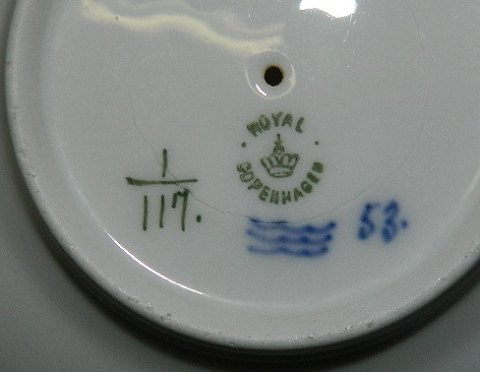 ROYAL
COPENHAGEN
1
117.
53.